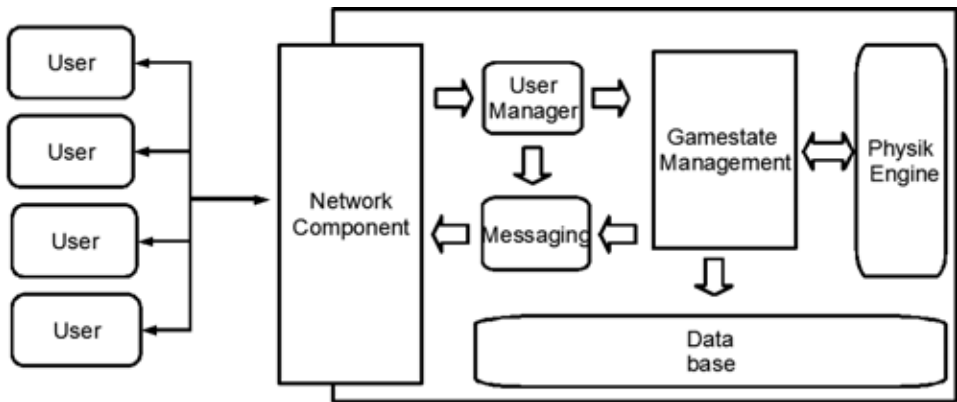 User
User
User
User
Network
Component
User
Manager
Messaging
Gamestate
Management
Physik
Engine
Data
base